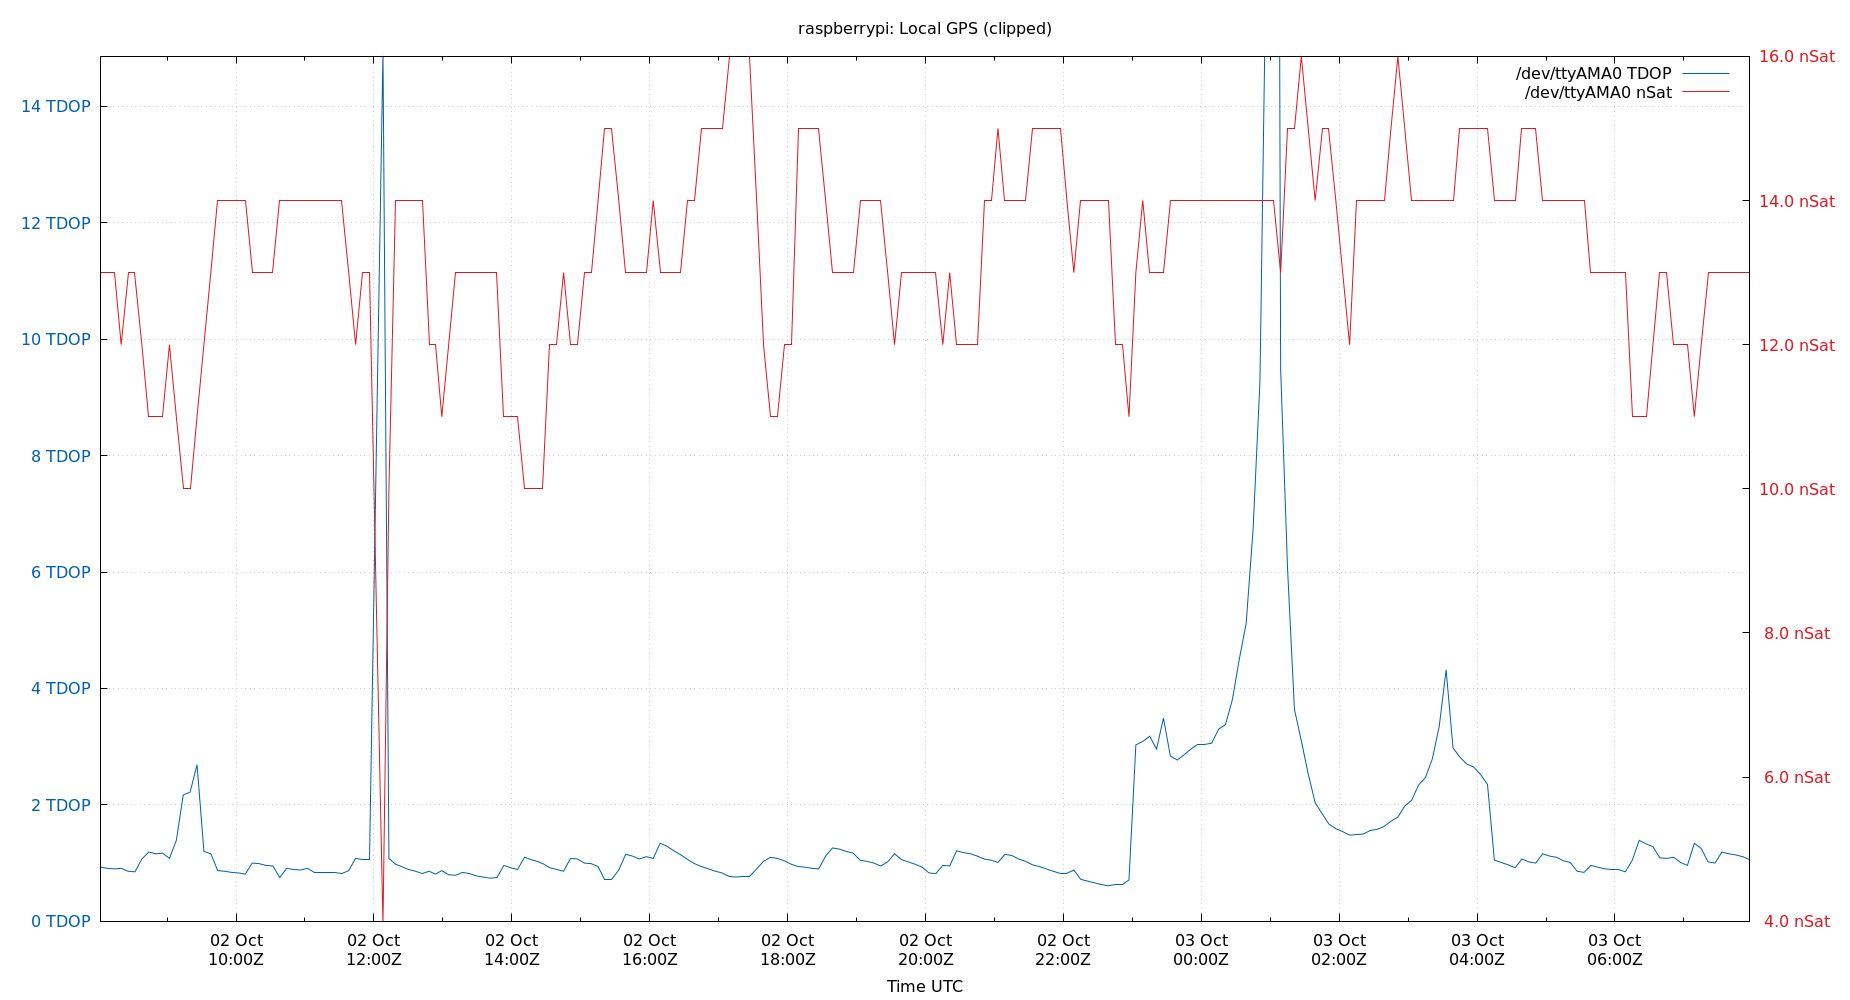 raspberrypi: Local GPS (clipped)
/dev/ttyAMA0 TDOP
/dev/ttyAMA0 nSat
14 TDOP
12 TDOP
10 TDOP
8 TDOP
6 TDOP
4 TDOP
2 TDOP
0 TDOP
16.0 nSat
14.0 nSat
12.0 nSat
10.0 nSat
8.0 nSat
6.0 nSat
4.0 nSat
02 Oct
10:00Z
02 Oct
12:00Z
02 Oct
14:00Z
02 Oct
16:00Z
02 Oct
18:00Z
02 Oct
20:00Z
02 Oct
22:00Z
03 Oct
00:00Z
03 Oct
02:00Z
03 Oct
04:00Z
03 Oct
06:00Z
Time UTC